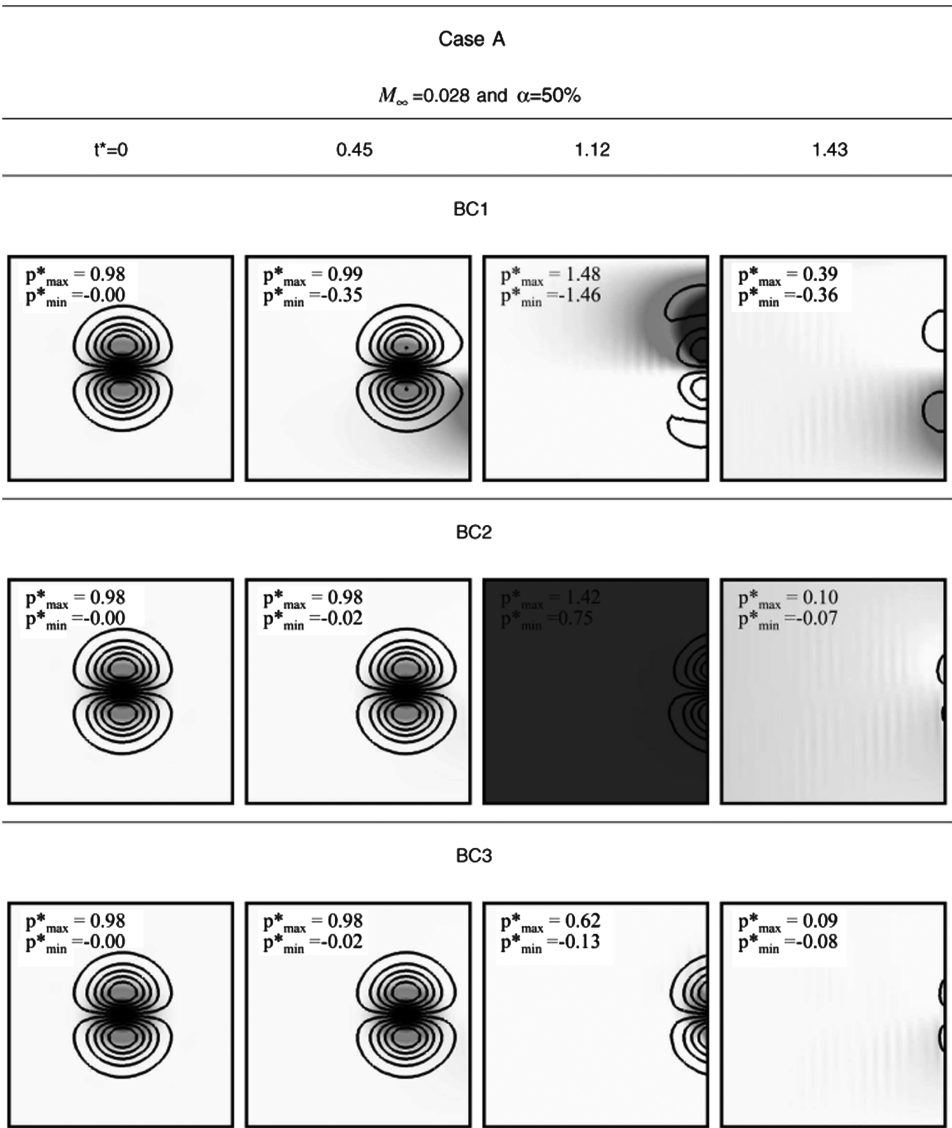 Case A
M∞ =0.028 and α=50%
t*=0 0.45 1.12 1.43
BC1
p*max = 0.98 p*max = 0.99 p*max = 1.48 p*max = 0.39
p*min =-0.00 p*min =-0.35 p*min =-1.46 p*min =-0.36
BC2
p*max = 0.98 p*max = 0.98 p*max = 1.42 p*max = 0.10
p*min =-0.00 p*min =-0.02 p*min =0.75 p*min =-0.07
BC3
p*max = 0.98 p*max = 0.98 p*max = 0.62 p*max = 0.09
p*min =-0.00 p*min =-0.02 p*min =-0.13 p*min =-0.08